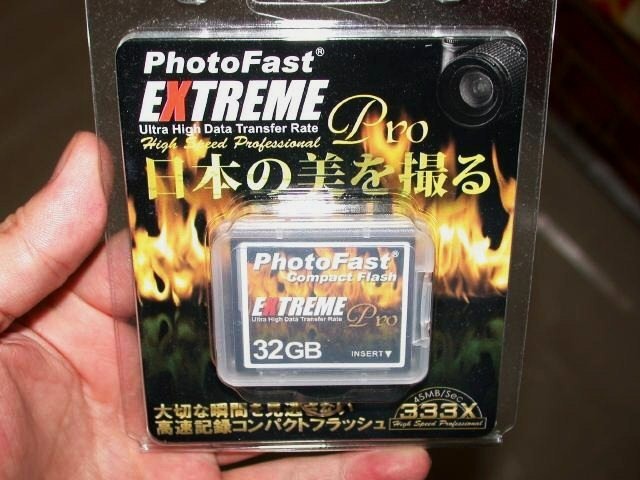 PhotoFast®
EXTREME Pro
Ultra High Data Transfer Rate
High Speed Professional
日本の美を撮る
PhotoFast®
Compact Flash
EXTREME Pro
Ultra High Data Transfer Rate
32GB
INSERT▼
45MB/Sec
333X
High Speed Professional
大切な瞬間を見逃さない
高速記録コンパクトフラッシュ